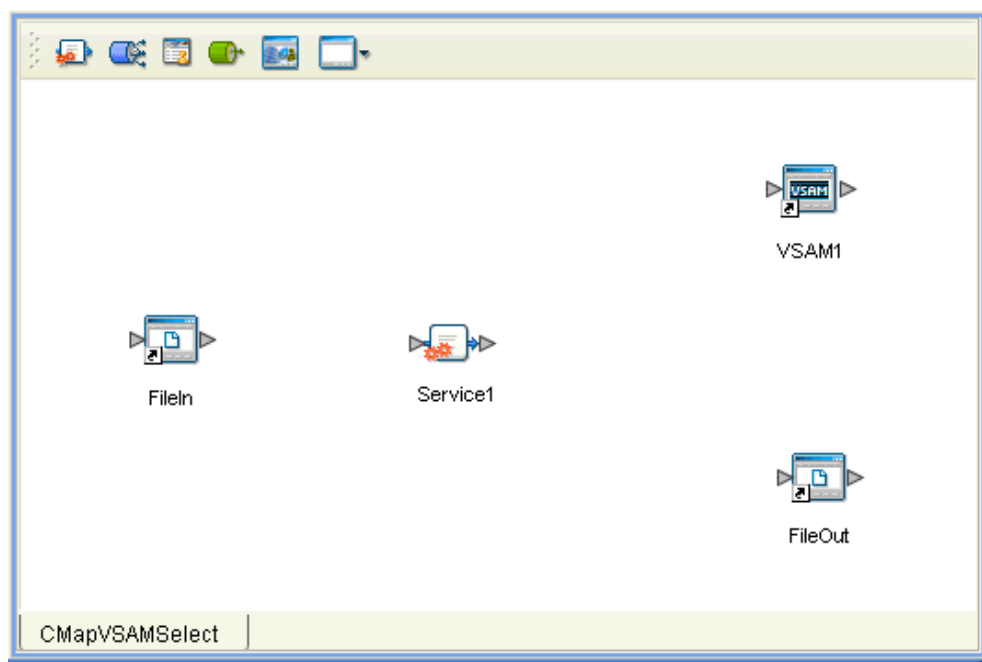 VSAM
VSAM1
FileIn
Service1
FileOut
CMapVSAMSelect